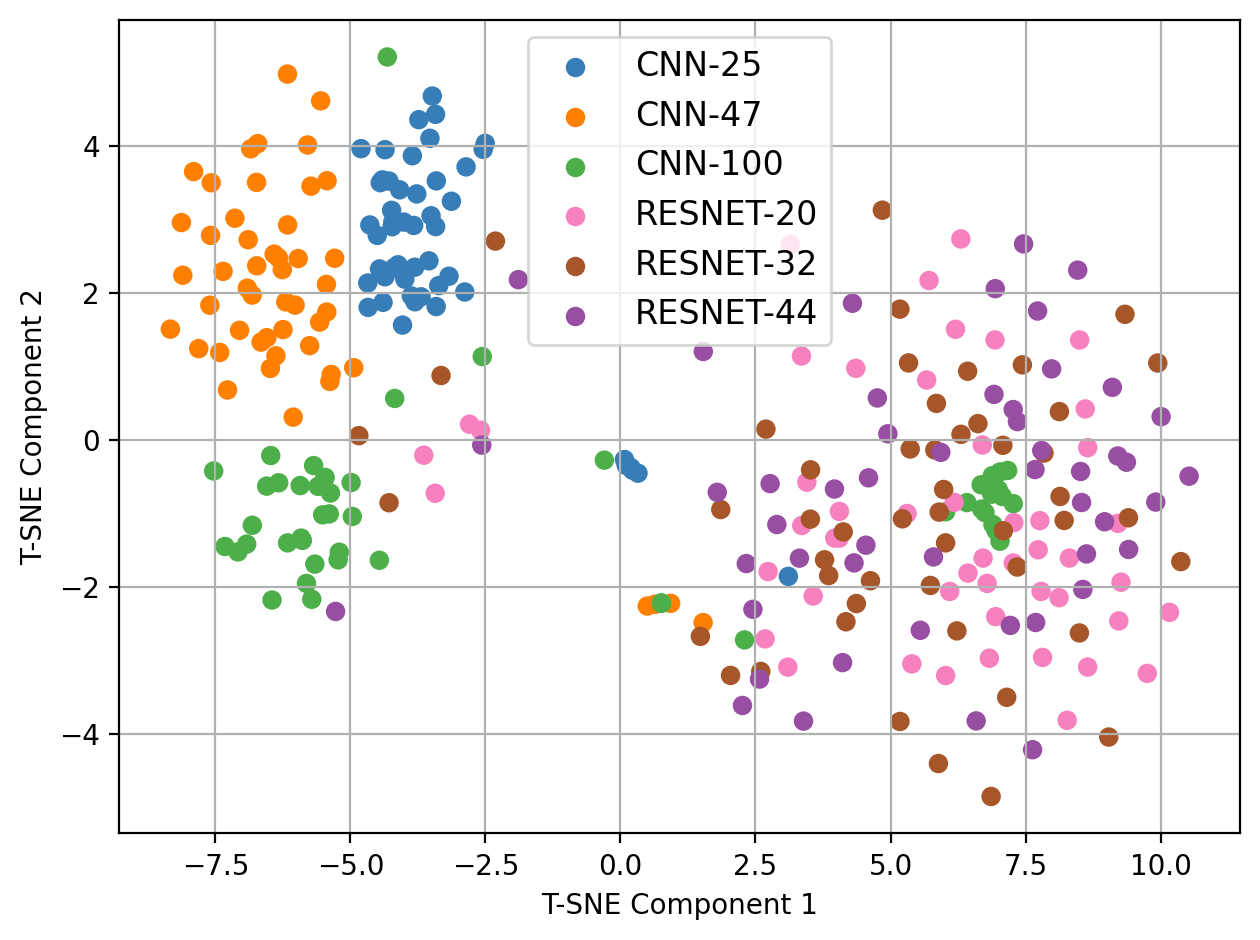 CNN-25
CNN-47
CNN-100
RESNET-20
RESNET-32
RESNET-44
4
2
0
−2
−4
T-SNE Component 2
−7.5 −5.0 −2.5 0.0 2.5 5.0 7.5 10.0
T-SNE Component 1